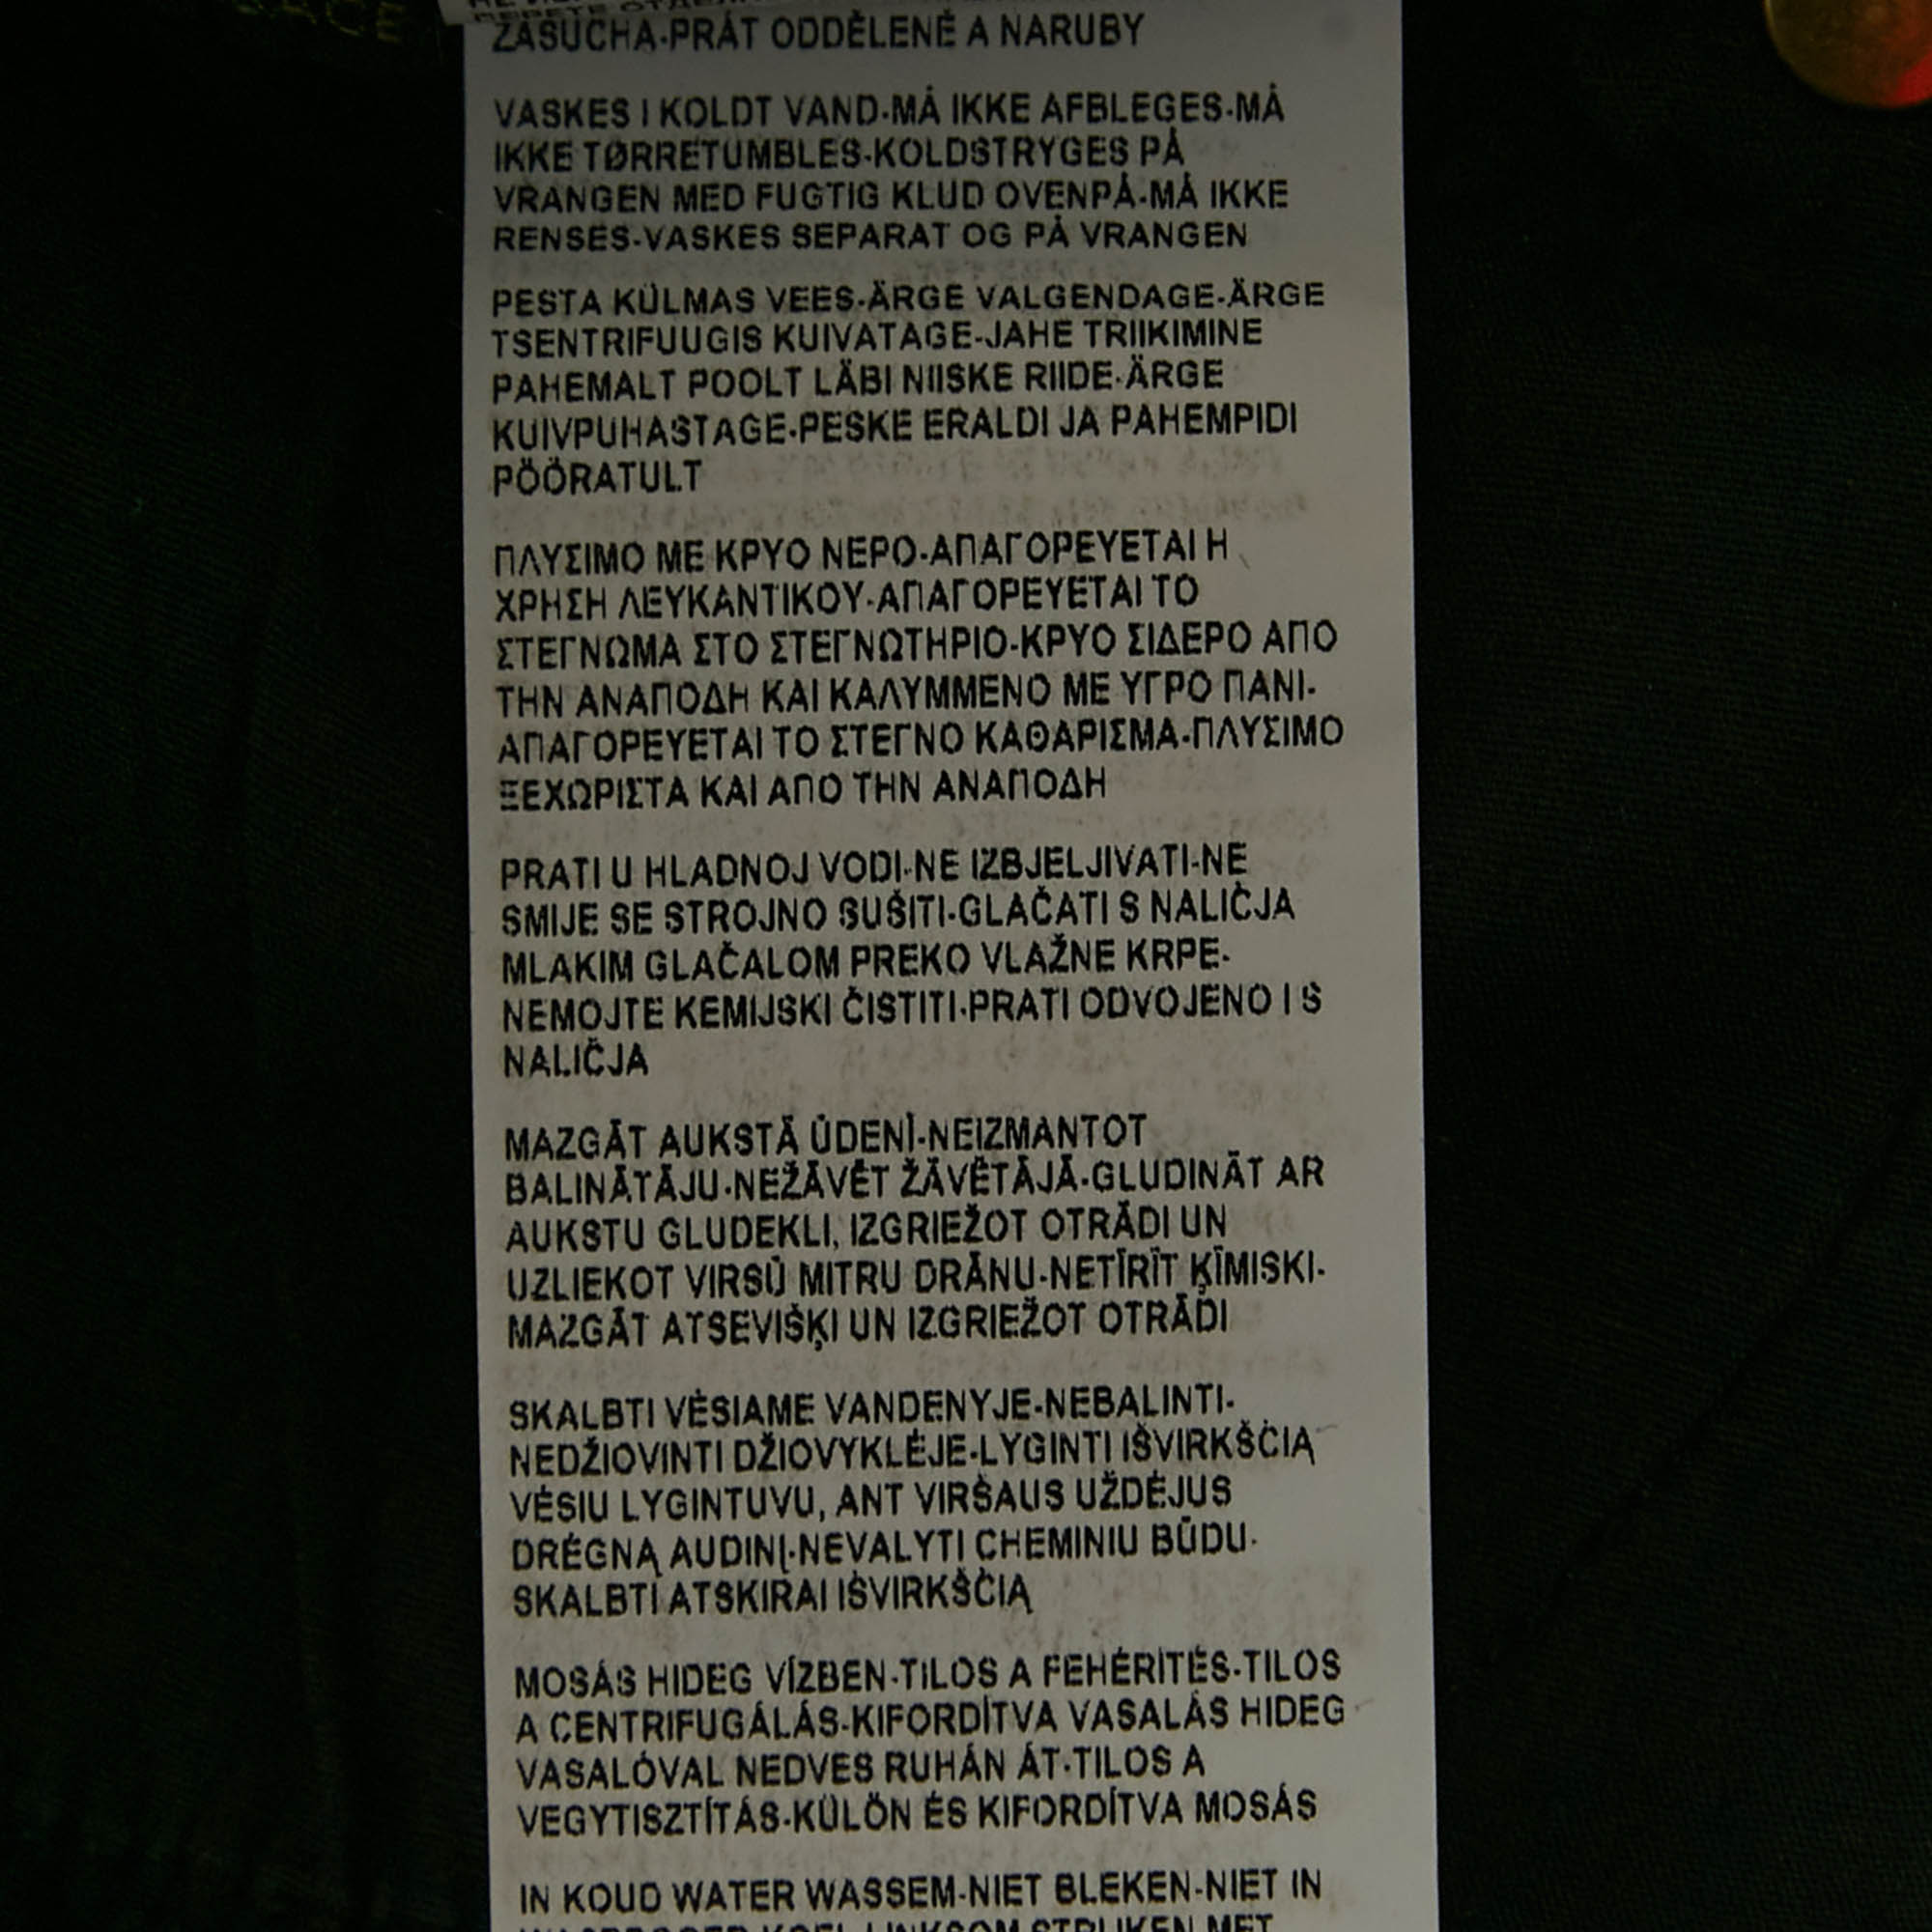 ACE
ZASUCHA-PRÁT ODDĚLENĚ A NARUBY
VASKES I KOLDT VAND-MÅ IKKE AFBLEGES-MÅ
IKKE TØRRETUMBLES-KOLDSTRYGES PÅ
VRANGEN MED FUGTIG KLUD OVENPÅ-MÅ IKKE
RENSES-VASKES SEPARAT OG PÅ VRANGEN
PESTA KÜLMAS VEES-ÄRGE VALGENDAGE-ÄRGE
TSENTRIFUUGIS KUIVATAGE-JAHE TRIIKIMINE
PAHEMALT POOLT LÄBI NIISKE RIIDE-ÄRGE
KUIVPUHASTAGE-PESKE ERALDI JA PAHEMPIDI
PÖÖRATULT
ΠΛΥΣΙΜΟ ΜΕ ΚΡΥΟ ΝΕΡΟ-ΑΠΑΓΟΡΕΥΕΤΑΙ Η
ΧΡΗΣΗ ΛΕΥΚΑΝΤΙΚΟΥ-ΑΠΑΓΟΡΕΥΕΤΑΙ ΤΟ
ΣΤΕΓΝΩΜΑ ΣΤΟ ΣΤΕΓΝΩΤΗΡΙΟ-ΚΡΥΟ ΣΙΔΕΡΟ ΑΠΟ
ΤΗΝ ΑΝΑΠΟΔΗ ΚΑΙ ΚΑΛΥΜΜΕΝΟ ΜΕ ΥΓΡΟ ΠΑΝΙ-
ΑΠΑΓΟΡΕΥΕΤΑΙ ΤΟ ΣΤΕΓΝΟ ΚΑΘΑΡΙΣΜΑ-ΠΛΥΣΙΜΟ
ΞΕΧΩΡΙΣΤΑ ΚΑΙ ΑΠΟ ΤΗΝ ΑΝΑΠΟΔΗ
PRATI U HLADNOJ VODI-NE IZBJELJIVATI-NE
SMIJE SE STROJNO SUŠITI-GLAČATI S NALIČJA
MLAKIM GLAČALOM PREKO VLAŽNE KRPE-
NEMOJTE KEMIJSKI ČISTITI-PRATI ODVOJENO I S
NALIČJA
MAZGĀT AUKSTĀ ŪDENĪ-NEIZMANTOT
BALINĀTĀJU-NEŽĀVĒT ŽĀVĒTĀJĀ-GLUDINĀT AR
AUKSTU GLUDEKLI, IZGRIEŽOT OTRĀDI UN
UZLIEKOT VIRSŪ MITRU DRĀNU-NETĪRĪT ĶĪMISKI-
MAZGĀT ATSEVIŠĶI UN IZGRIEŽOT OTRĀDI
SKALBTI VĖSIAME VANDENYJE-NEBALINTI-
NEDŽIOVINTI DŽIOVYKLĖJE-LYGINTI IŠVIRKŠČIĄ
VĖSIU LYGINTUVU, ANT VIRŠAUS UŽDĖJUS
DRĖGNĄ AUDINĮ-NEVALYTI CHEMINIU BŪDU-
SKALBTI ATSKIRAI IŠVIRKŠČIĄ
MOSÁS HIDEG VÍZBEN-TILOS A FEHÉRÍTÉS-TILOS
A CENTRIFUGÁLÁS-KIFORDÍTVA VASALÁS HIDEG
VASALÓVAL NEDVES RUHÁN ÁT-TILOS A
VEGYTISZTÍTÁS-KÜLÖN ÉS KIFORDÍTVA MOSÁS
IN KOUD WATER WASSEM-NIET BLEKEN-NIET IN
STRIJKEN MET